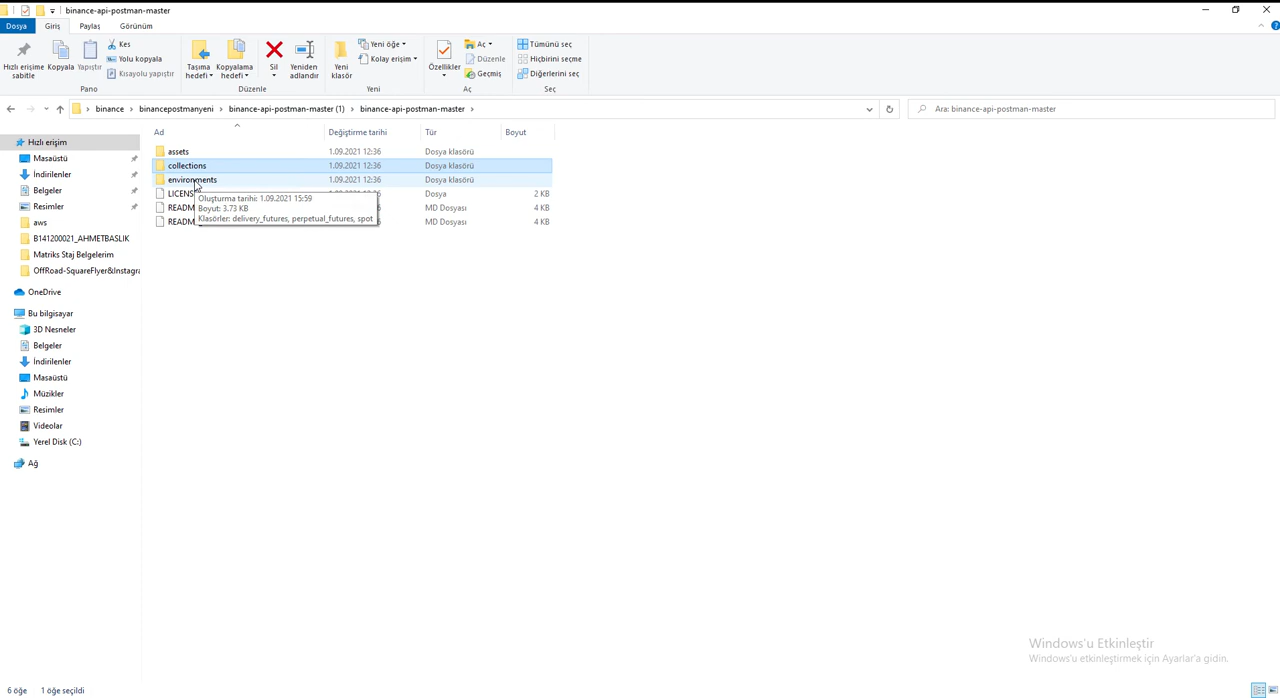 binance-api-postman-master
Dosya Giriş Paylaş Görünüm
Hızlı erişime sabitle
Kopyala
Yapıştır
Kes
Yolu kopyala
Kısayolu yapıştır
Pano
Taşıma hedefi
Kopyalama hedefi
Sil
Yeniden adlandır
Düzenle
Yeni klasör
Yeni öğe
Kolay erişim
Yeni
Özellikler
Aç
Düzenle
Geçmiş
Aç
Tümünü seç
Hiçbirini seçme
Diğerlerini seç
Seç
binance › binancepostmanyeni › binance-api-postman-master (1) › binance-api-postman-master ›
Ara: binance-api-postman-master
Ad Değiştirme tarihi Tür Boyut
assets 1.09.2021 12:36 Dosya klasörü
collections 1.09.2021 12:36 Dosya klasörü
environments 1.09.2021 12:36 Dosya klasörü
Dosya 2 KB
MD Dosyası 4 KB
MD Dosyası 4 KB
Oluşturma tarihi: 1.09.2021 15:59
Boyut: 3.73 KB
Klasörler: delivery_futures, perpetual_futures, spot
Hızlı erişim
Masaüstü
İndirilenler
Belgeler
Resimler
aws
B141200021_AHMETBASLIK
Matriks Staj Belgelerim
OffRoad-SquareFlyer&Instagra
OneDrive
Bu bilgisayar
3D Nesneler
Belgeler
İndirilenler
Masaüstü
Müzikler
Resimler
Videolar
Yerel Disk (C:)
Ağ
Windows'u Etkinleştir
Windows'u etkinleştirmek için Ayarlar'a gidin.
6 öğe 1 öğe seçildi